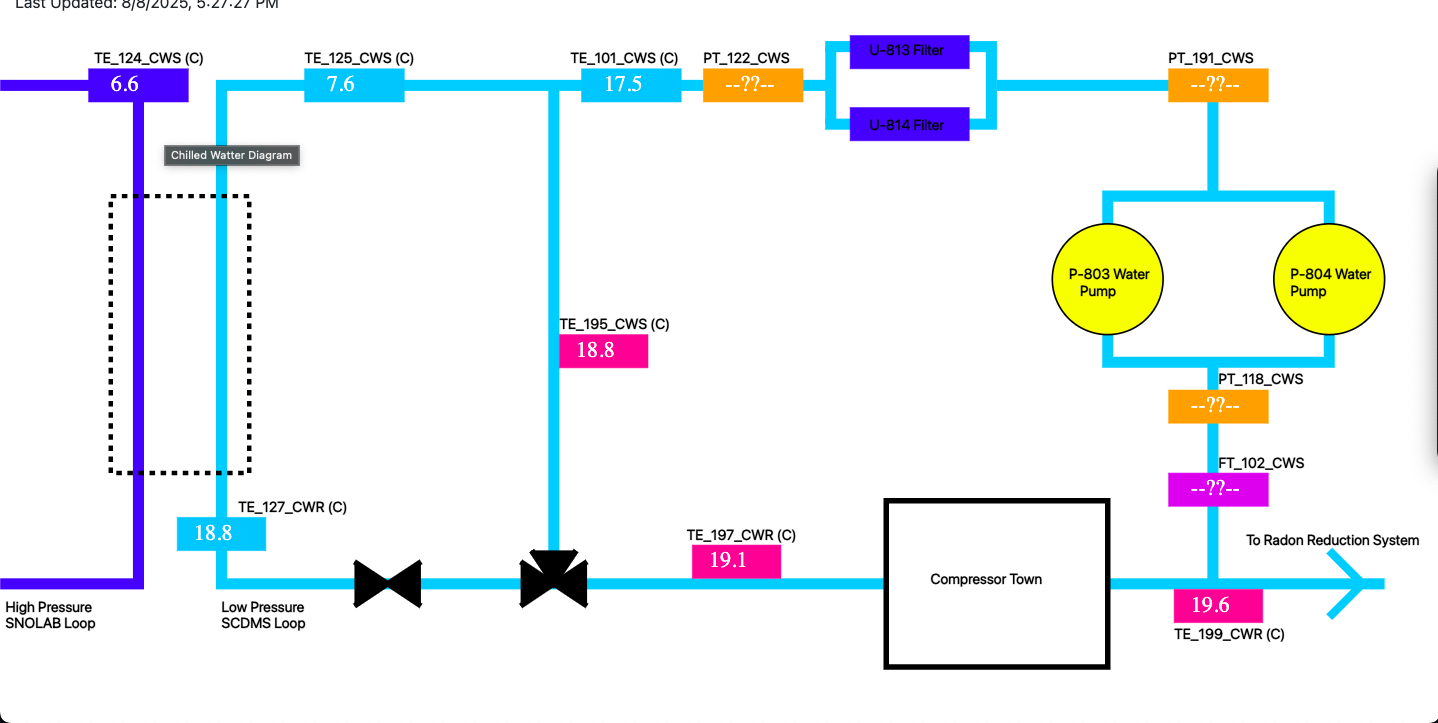 Last Updated: 8/8/2025, 5:27:27 PM
TE_124_CWS (C)
6.6
TE_125_CWS (C)
7.6
TE_101_CWS (C)
17.5
PT_122_CWS
--??--
U-813 Filter
U-814 Filter
PT_191_CWS
--??--
Chilled Watter Diagram
P-803 Water
Pump
P-804 Water
Pump
TE_195_CWS (C)
18.8
PT_118_CWS
--??--
FT_102_CWS
--??--
TE_127_CWR (C)
18.8
TE_197_CWR (C)
19.1
To Radon Reduction System
Compressor Town
High Pressure
SNOLAB Loop
Low Pressure
SCDMS Loop
19.6
TE_199_CWR (C)